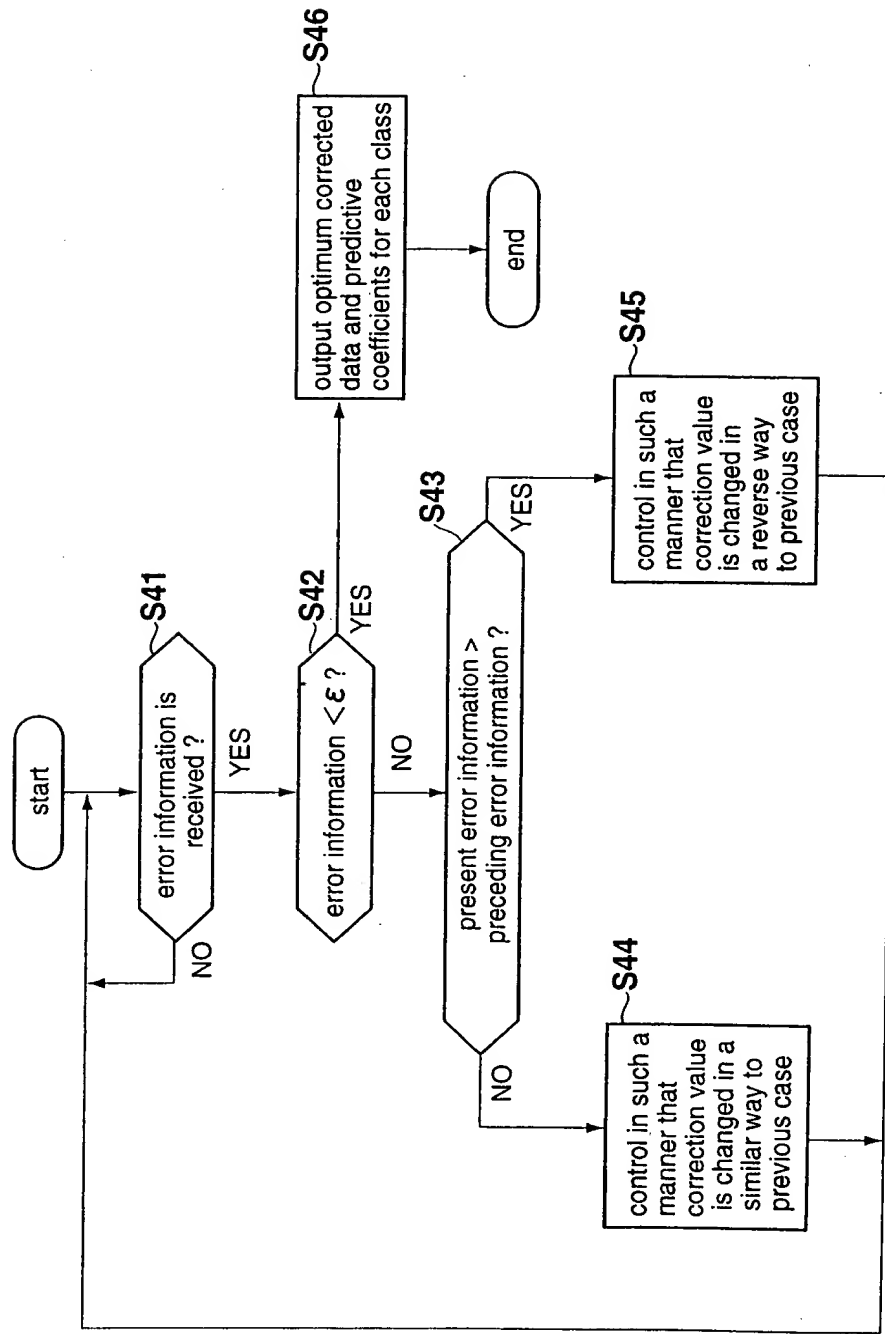 start
S41
error information is
received ?
NO
YES
S42
error information < ε ?
YES
NO
S46
output optimum corrected
data and predictive
coefficients for each class
end
S43
present error information >
preceding error information ?
NO
YES
S44
control in such a
manner that
correction value
is changed in a
similar way to
previous case
S45
control in such a
manner that
correction value
is changed in
a reverse way
to previous case